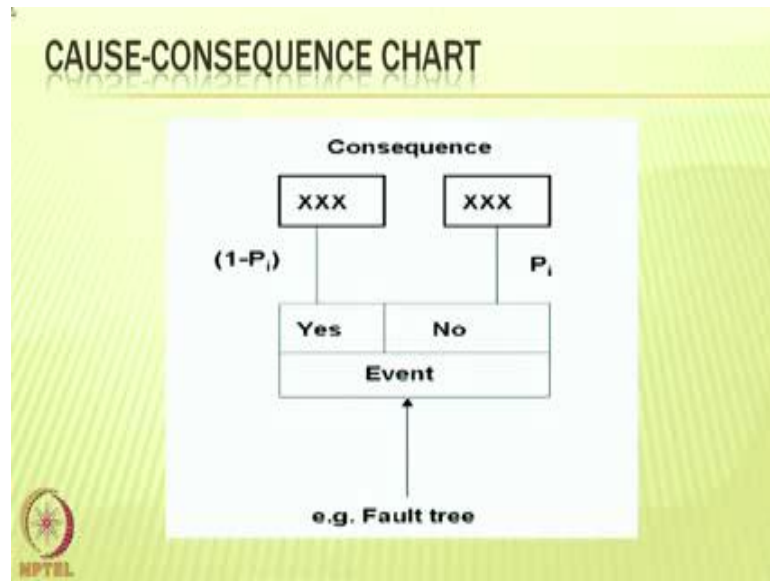 CAUSE-CONSEQUENCE CHART
Consequence
XXX XXX
(1-Pi) Pi
Yes No
Event
e.g. Fault tree
NPTEL